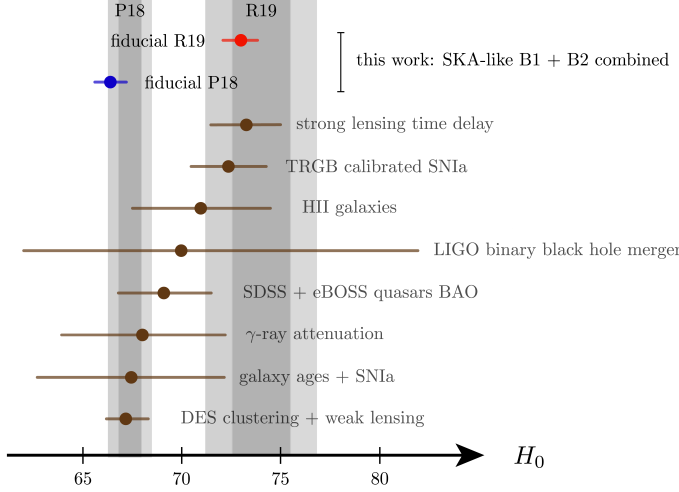 P18 R19
fiducial R19
this work: SKA-like B1 + B2 combined
fiducial P18
strong lensing time delay
TRGB calibrated SNIa
HII galaxies
LIGO binary black hole merger
SDSS + eBOSS quasars BAO
γ-ray attenuation
galaxy ages + SNIa
DES clustering + weak lensing
H₀
65 70 75 80